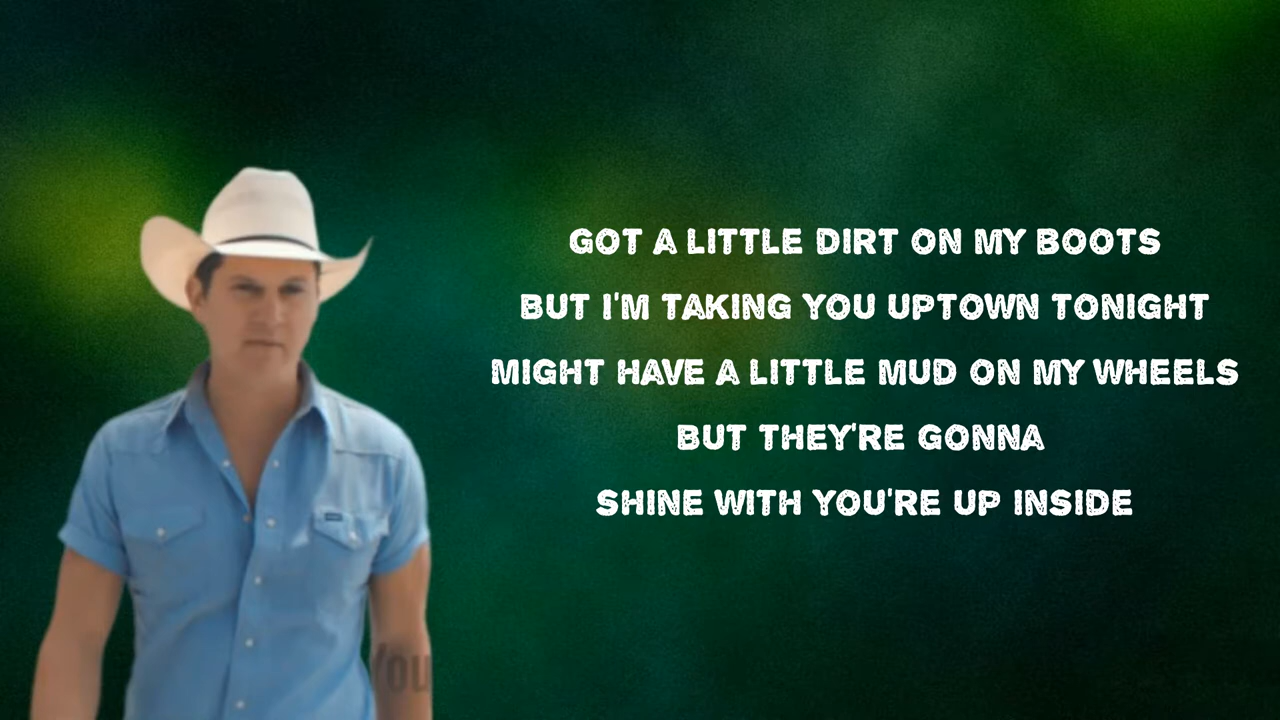 GOT A LITTLE DIRT ON MY BOOTS
BUT I'M TAKING YOU UPTOWN TONIGHT
MIGHT HAVE A LITTLE MUD ON MY WHEELS
BUT THEY'RE GONNA
SHINE WITH YOU'RE UP INSIDE
You